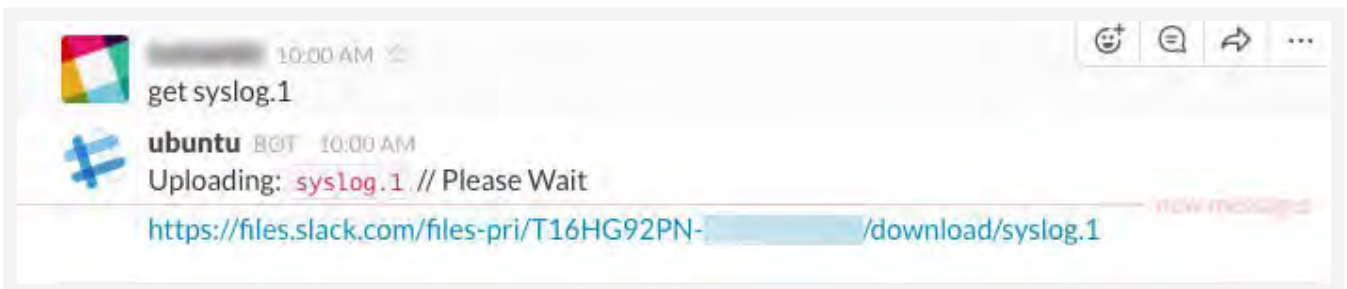 10:00 AM
get syslog.1
ubuntu BOT 10:00 AM
Uploading: syslog.1 // Please Wait
new messages
https://files.slack.com/files-pri/T16HG92PN- /download/syslog.1